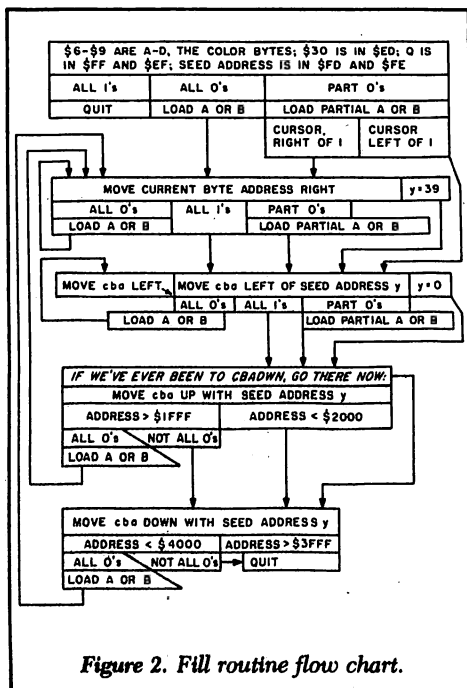 $6-$9 ARE A-D, THE COLOR BYTES; $30 IS IN $ED; Q IS
IN $FF AND $EF; SEED ADDRESS IS IN $FD AND $FE
ALL 1's ALL 0's PART 0's
QUIT LOAD A OR B LOAD PARTIAL A OR B
CURSOR, CURSOR
RIGHT OF 1 LEFT OF 1
MOVE CURRENT BYTE ADDRESS RIGHT y=39
ALL 0's ALL 1's PART 0's
LOAD A OR B LOAD PARTIAL A OR B
MOVE cba LEFT MOVE cba LEFT OF SEED ADDRESS y y=0
ALL 0's ALL 1's PART 0's
LOAD A OR B LOAD PARTIAL A OR B
IF WE'VE EVER BEEN TO CBADWN, GO THERE NOW:
MOVE cba UP WITH SEED ADDRESS y
ADDRESS > $1FFF ADDRESS < $2000
ALL 0's NOT ALL 0's
LOAD A OR B
MOVE cba DOWN WITH SEED ADDRESS y
ADDRESS < $4000 ADDRESS > $3FFF
ALL 0's NOT ALL 0's QUIT
LOAD A OR B
Figure 2. Fill routine flow chart.